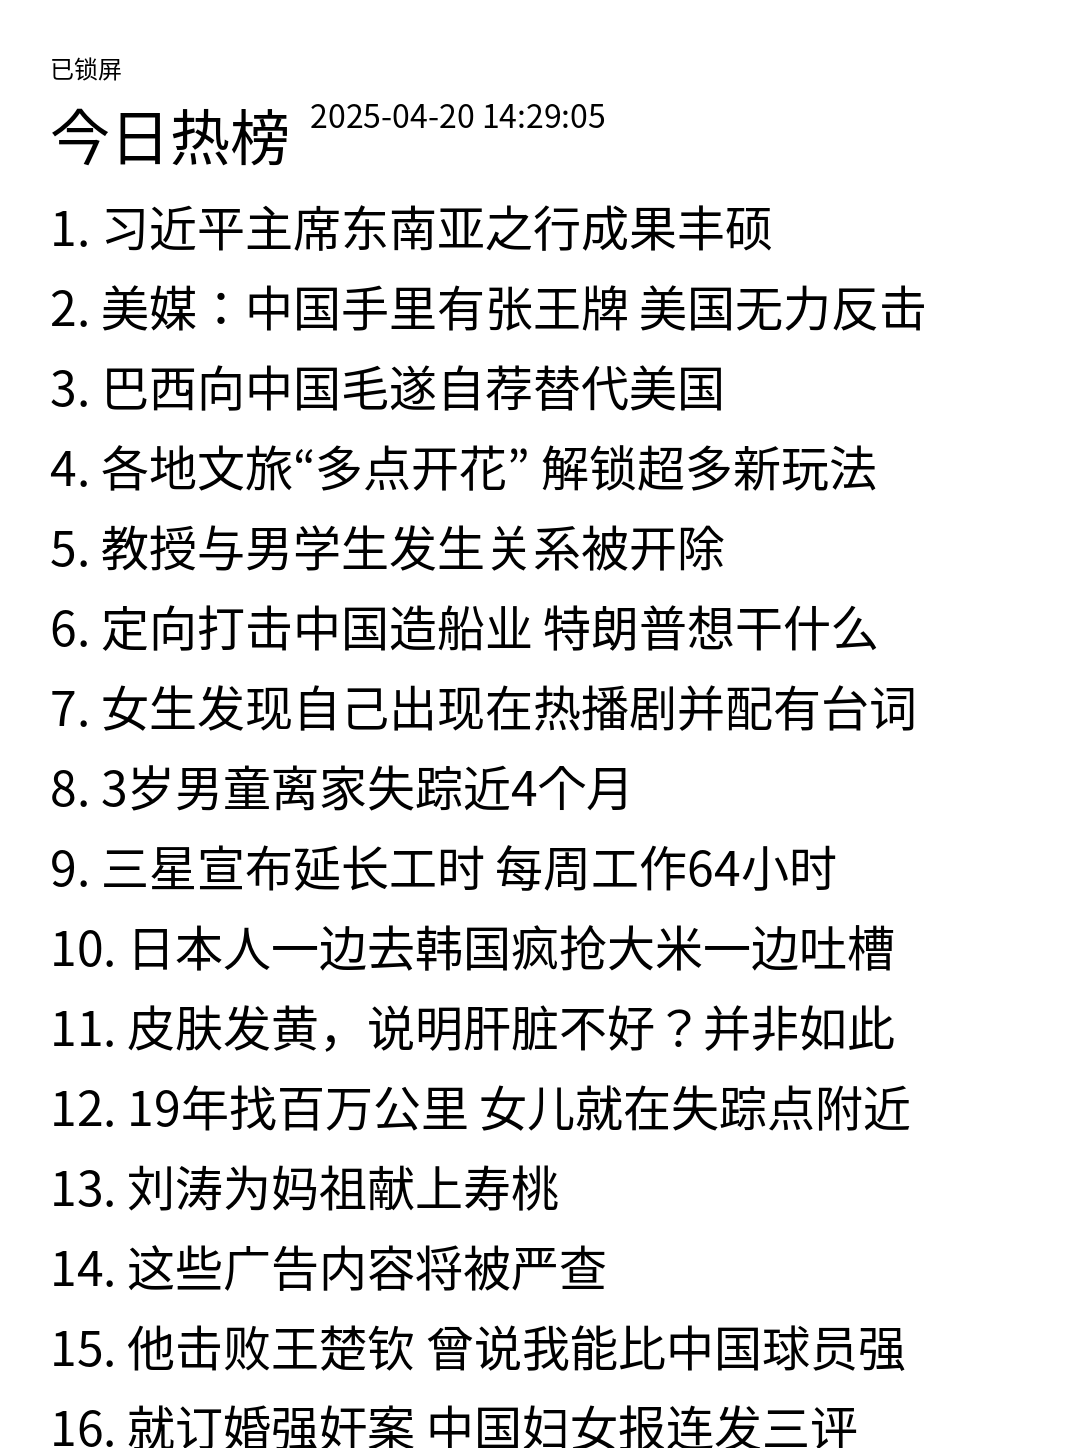 已锁屏
今日热榜 2025-04-20 14:29:05
1. 习近平主席东南亚之行成果丰硕
2. 美媒：中国手里有张王牌 美国无力反击
3. 巴西向中国毛遂自荐替代美国
4. 各地文旅“多点开花” 解锁超多新玩法
5. 教授与男学生发生关系被开除
6. 定向打击中国造船业 特朗普想干什么
7. 女生发现自己出现在热播剧并配有台词
8. 3岁男童离家失踪近4个月
9. 三星宣布延长工时 每周工作64小时
10. 日本人一边去韩国疯抢大米一边吐槽
11. 皮肤发黄，说明肝脏不好？并非如此
12. 19年找百万公里 女儿就在失踪点附近
13. 刘涛为妈祖献上寿桃
14. 这些广告内容将被严查
15. 他击败王楚钦 曾说我能比中国球员强
16. 就订婚强奸案 中国妇女报连发三评